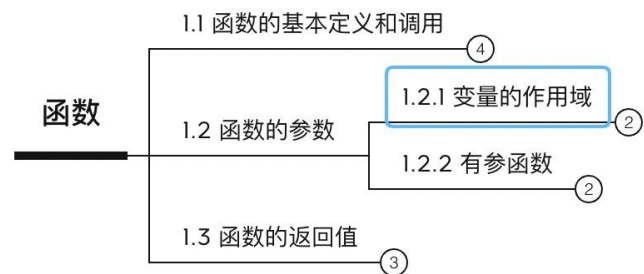 函数
1.1 函数的基本定义和调用
4
1.2 函数的参数
1.2.1 变量的作用域
2
1.2.2 有参函数
2
1.3 函数的返回值
3